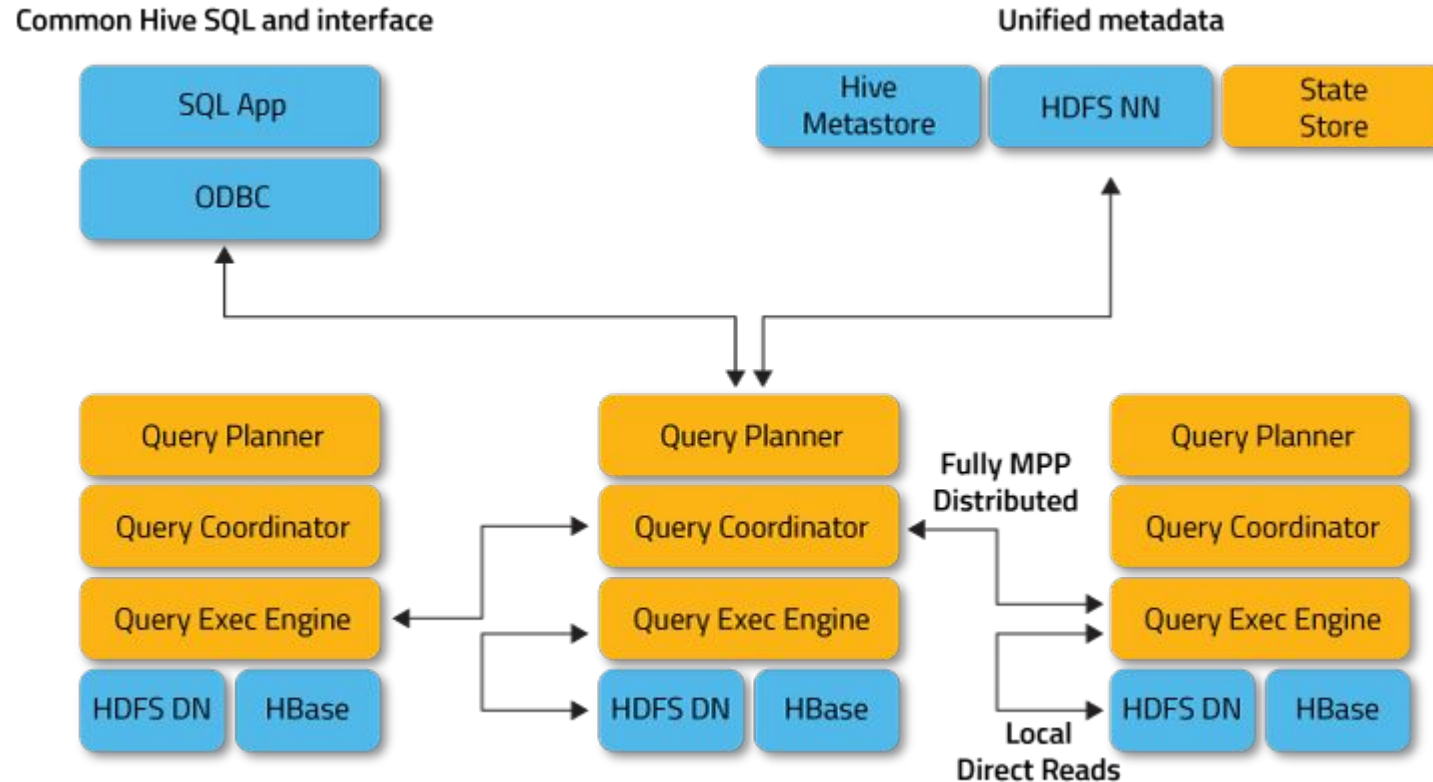 Common Hive SQL and interface
Unified metadata
SQL App
ODBC
Hive
Metastore
HDFS NN
State
Store
Query Planner
Query Coordinator
Query Exec Engine
HDFS DN
HBase
Query Planner
Query Coordinator
Query Exec Engine
HDFS DN
HBase
Fully MPP
Distributed
Query Planner
Query Coordinator
Query Exec Engine
HDFS DN
HBase
Local
Direct Reads